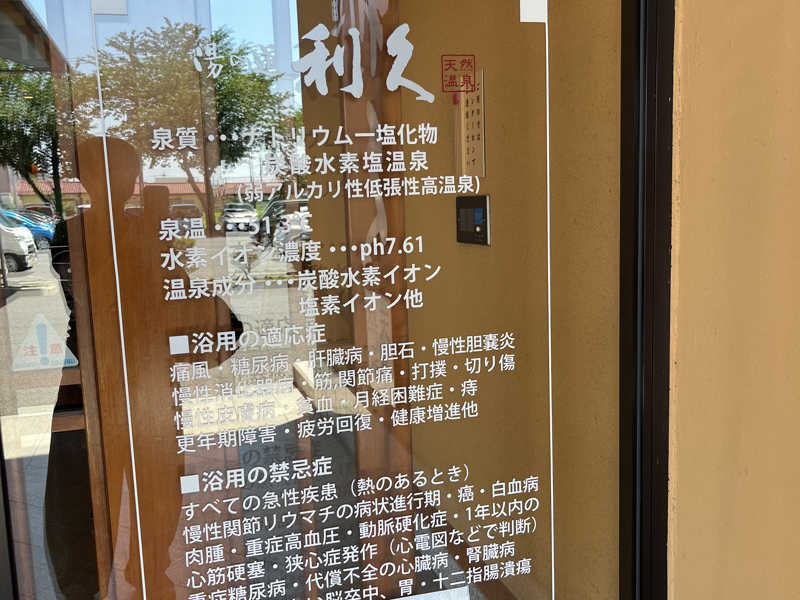 湯の 利久
天然
温泉
泉質・・・ナトリウムー塩化物
炭酸水素塩温泉
(弱アルカリ性低張性高温泉)
泉温・・・51.3℃
水素イオン濃度・・・ph7.61
温泉成分・・・炭酸水素イオン
塩素イオン他
■浴用の適応症
痛風・糖尿病・肝臓病・胆石・慢性胆嚢炎
慢性消化器病・筋,関節痛・打撲・切り傷
慢性皮膚病・貧血・月経困難症・痔
更年期障害・疲労回復・健康増進他
■浴用の禁忌症
すべての急性疾患（熱のあるとき）
慢性関節リウマチの病状進行期・癌・白血病
肉腫・重症高血圧・動脈硬化症・1年以内の
心筋硬塞・狭心症発作（心電図などで判断）
重症糖尿病・代償不全の心臓病・腎臓病
脳卒中、胃・十二指腸潰瘍
注